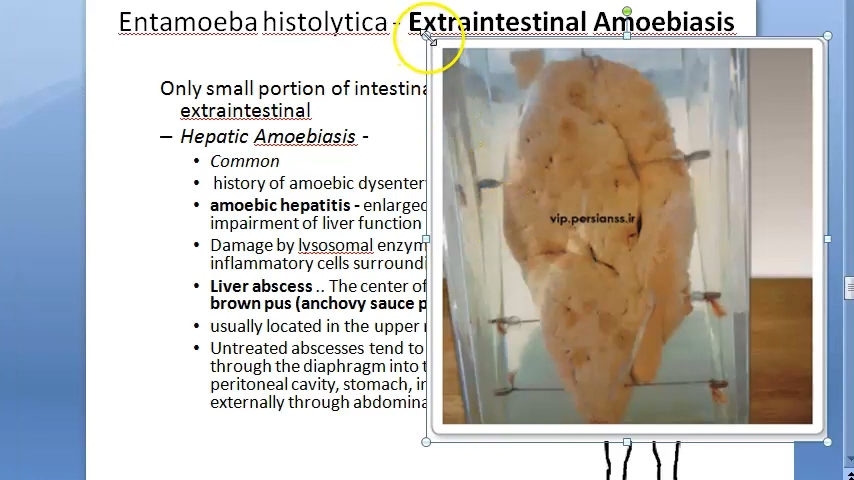 Entamoeba histolytica - Extraintestinal Amoebiasis
Only small portion of intestina
extraintestinal
– Hepatic Amoebiasis -
• Common
• history of amoebic dysenter
• amoebic hepatitis - enlarged
impairment of liver function
• Damage by lvsosomal enzym
inflammatory cells surroundi
• Liver abscess .. The center of
brown pus (anchovy sauce p
• usually located in the upper r
• Untreated abscesses tend to
through the diaphragm into t
peritoneal cavity, stomach, in
externally through abdomina
vip.persianss.ir